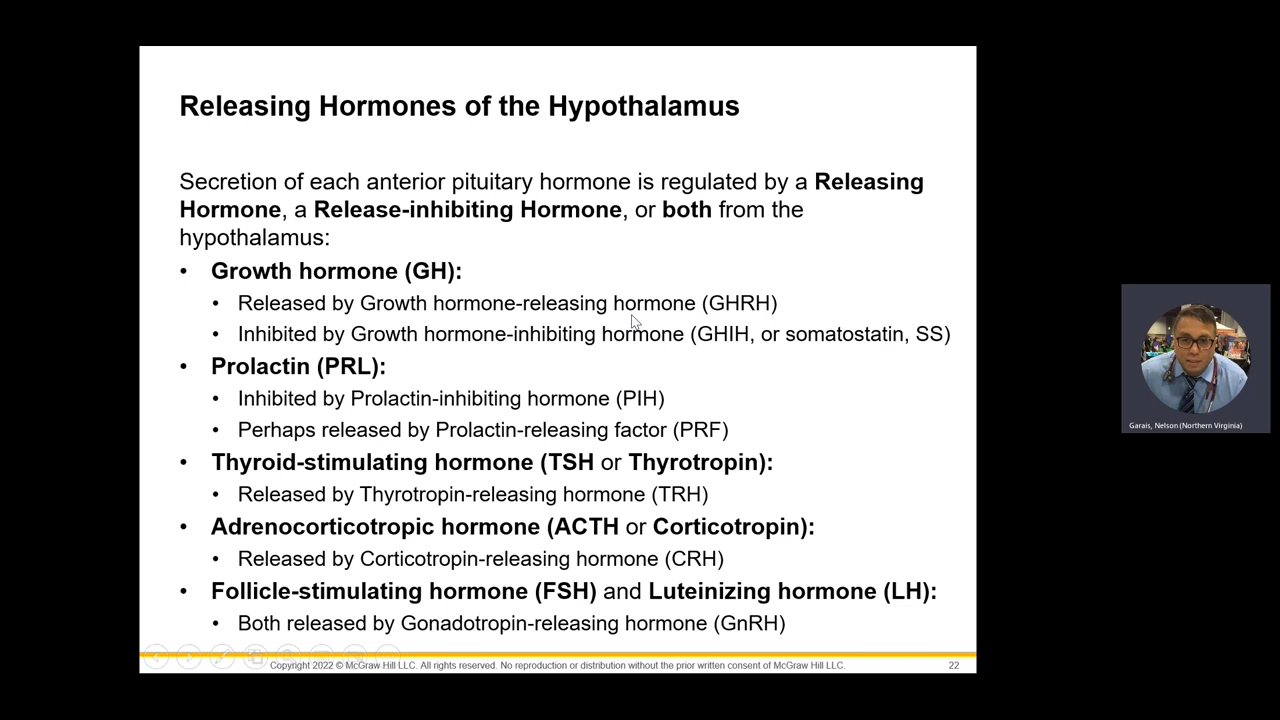 Releasing Hormones of the Hypothalamus
Secretion of each anterior pituitary hormone is regulated by a Releasing
Hormone, a Release-inhibiting Hormone, or both from the
hypothalamus:
• Growth hormone (GH):
• Released by Growth hormone-releasing hormone (GHRH)
• Inhibited by Growth hormone-inhibiting hormone (GHIH, or somatostatin, SS)
• Prolactin (PRL):
• Inhibited by Prolactin-inhibiting hormone (PIH)
• Perhaps released by Prolactin-releasing factor (PRF)
• Thyroid-stimulating hormone (TSH or Thyrotropin):
• Released by Thyrotropin-releasing hormone (TRH)
• Adrenocorticotropic hormone (ACTH or Corticotropin):
• Released by Corticotropin-releasing hormone (CRH)
• Follicle-stimulating hormone (FSH) and Luteinizing hormone (LH):
• Both released by Gonadotropin-releasing hormone (GnRH)
Copyright 2022 © McGraw Hill LLC. All rights reserved. No reproduction or distribution without the prior written consent of McGraw Hill LLC.
22
Garais, Nelson (Northern Virginia)